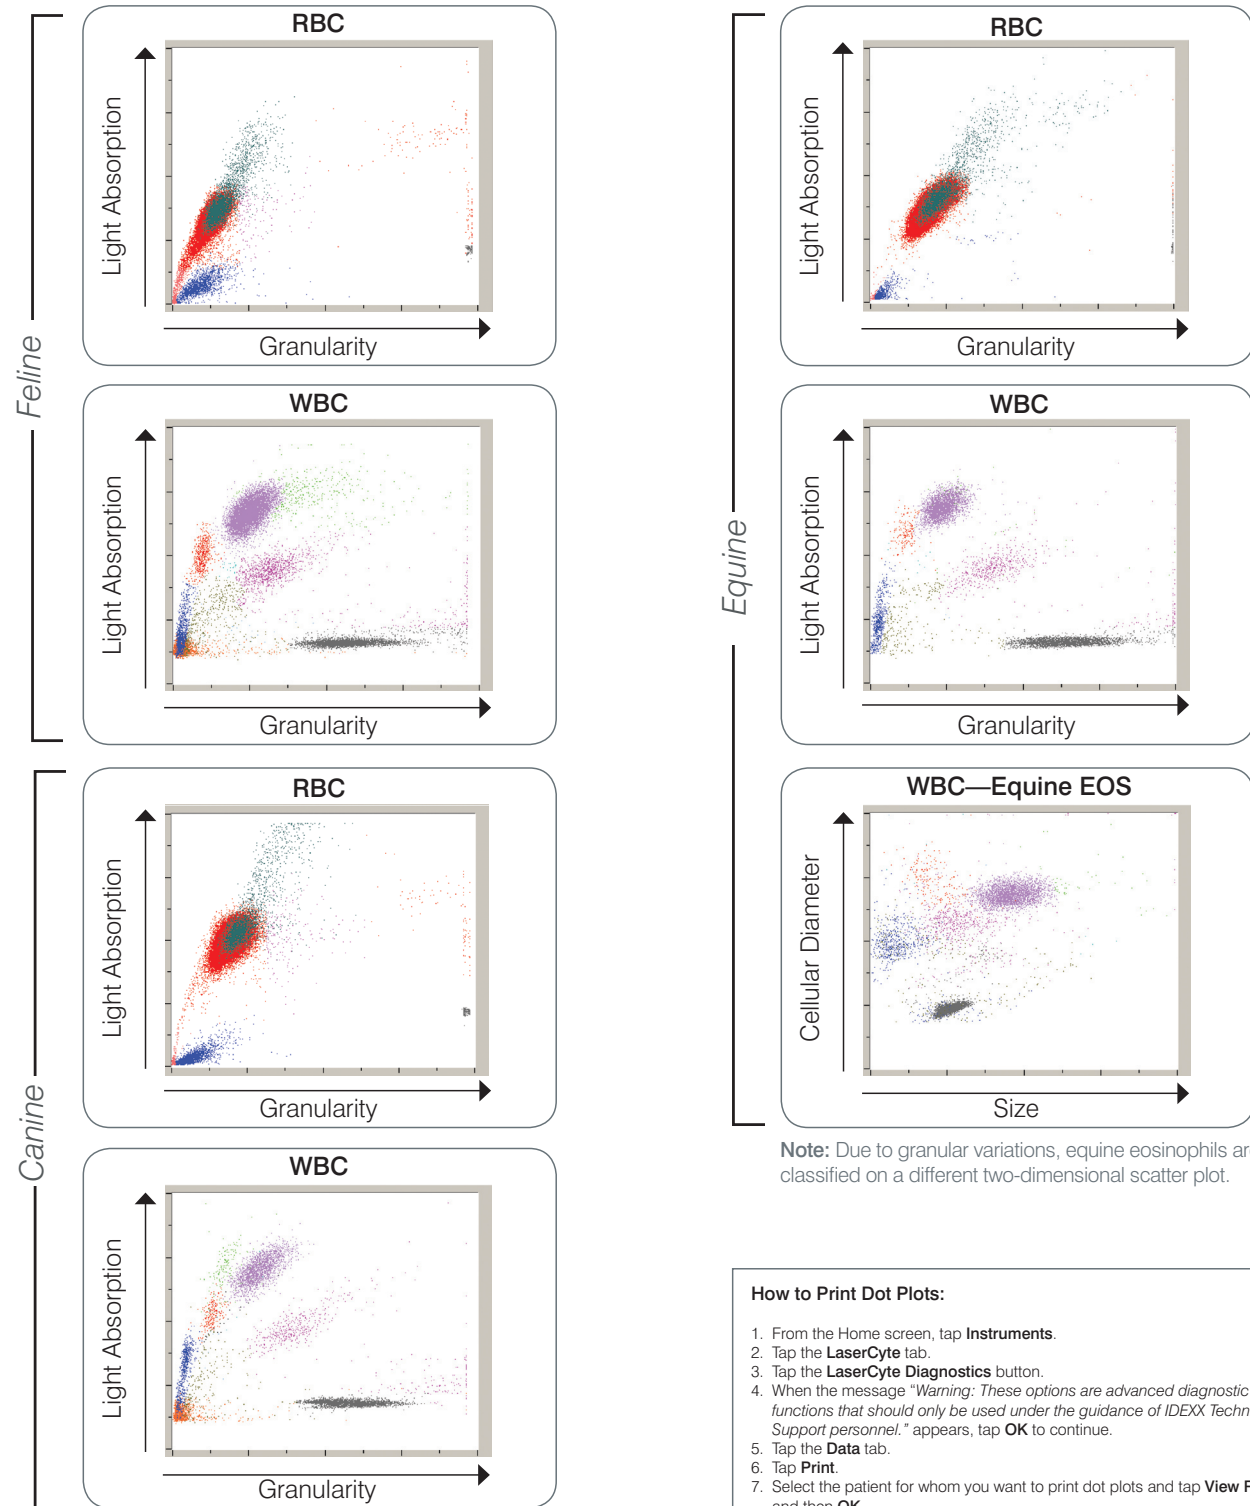 Feline
RBC
Light Absorption
Granularity
WBC
Light Absorption
Granularity
Canine
RBC
Light Absorption
Granularity
WBC
Light Absorption
Granularity
Equine
RBC
Light Absorption
Granularity
WBC
Light Absorption
Granularity
WBC—Equine EOS
Cellular Diameter
Size
Note: Due to granular variations, equine eosinophils ar
classified on a different two-dimensional scatter plot.
How to Print Dot Plots:
1. From the Home screen, tap Instruments.
2. Tap the LaserCyte tab.
3. Tap the LaserCyte Diagnostics button.
4. When the message "Warning: These options are advanced diagnostic
functions that should only be used under the guidance of IDEXX Techn
Support personnel." appears, tap OK to continue.
5. Tap the Data tab.
6. Tap Print.
7. Select the patient for whom you want to print dot plots and tap View
and then OK.